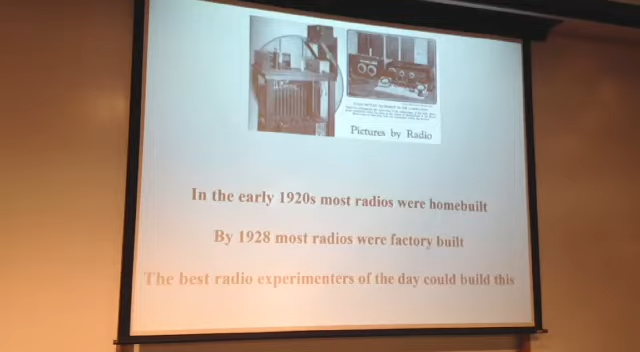 Pictures by Radio
In the early 1920s most radios were homebuilt
By 1928 most radios were factory built
The best radio experimenters of the day could build this